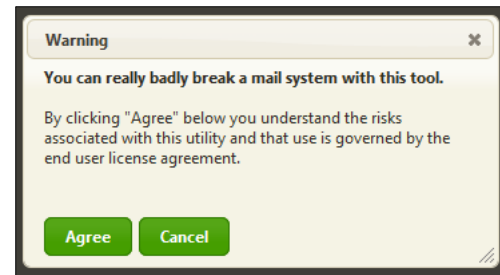 Warning
You can really badly break a mail system with this tool.
By clicking "Agree" below you understand the risks
associated with this utility and that use is governed by the
end user license agreement.
Agree Cancel